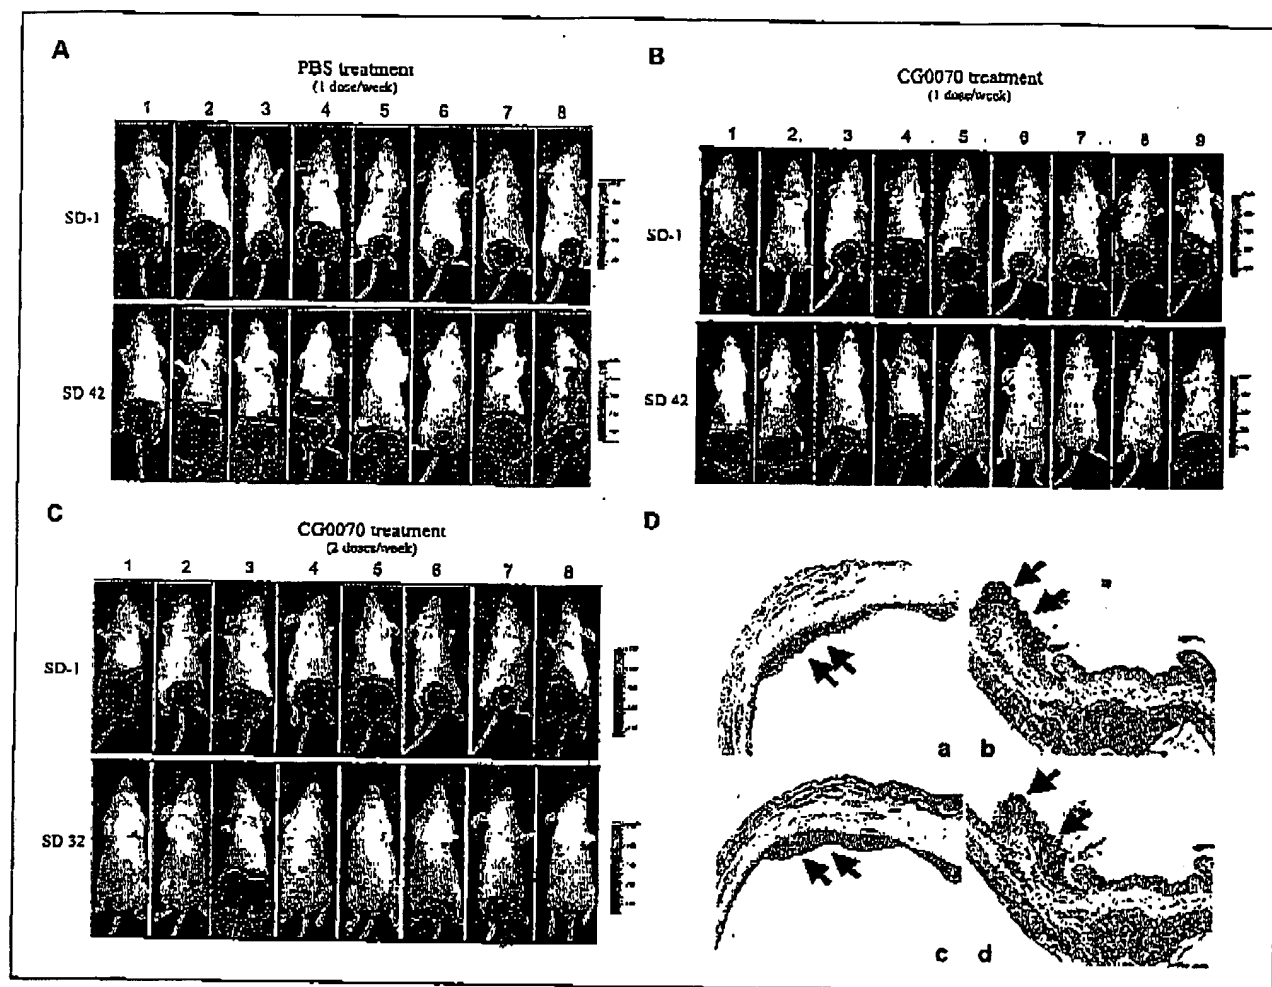 A
PBS treatment
(1 dose/week)
1 2 3 4 5 6 7 8
SD-1
SD 42
B
CG0070 treatment
(1 dose/week)
1 2 3 4 5 6 7 8 9
SD-1
SD 42
C
CG0070 treatment
(2 doses/week)
1 2 3 4 5 6 7 8
SD-1
SD 32
D
a b
c d